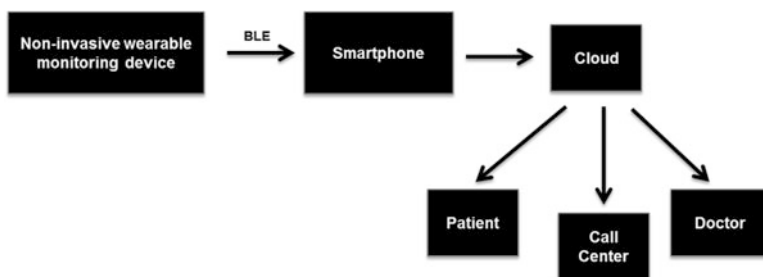 Non-invasive wearable
monitoring device
BLE
Smartphone
Cloud
Patient
Call
Center
Doctor